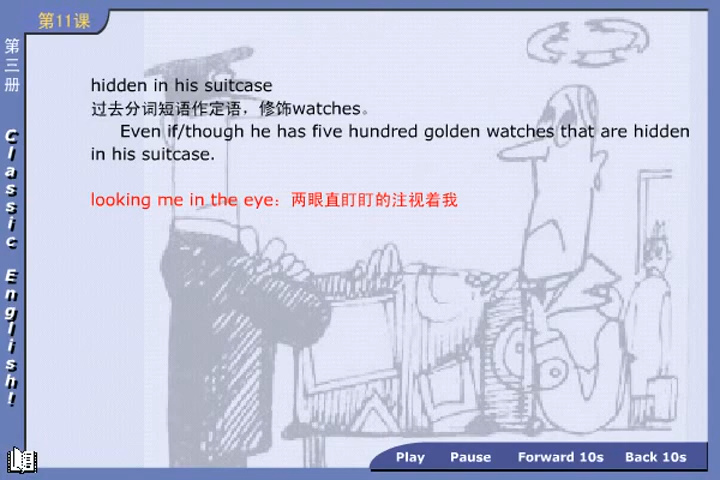 第11课
第三册
Classic English!
hidden in his suitcase
过去分词短语作定语，修饰watches。
Even if/though he has five hundred golden watches that are hidden
in his suitcase.
looking me in the eye：两眼直盯盯的注视着我
Play Pause Forward 10s Back 10s